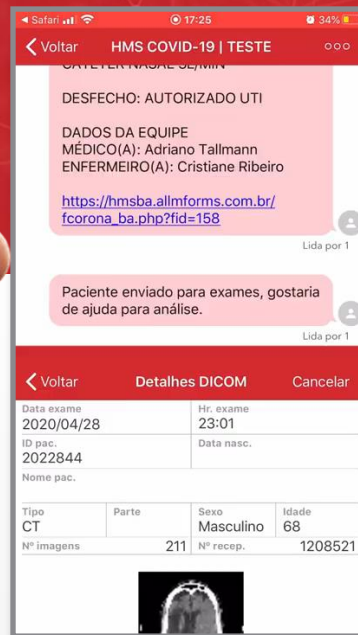 Safari 17:25 34%
Voltar HMS COVID-19 | TESTE
CATETER NASAL 5L/MIN
DESFECHO: AUTORIZADO UTI
DADOS DA EQUIPE
MÉDICO(A): Adriano Tallmann
ENFERMEIRO(A): Cristiane Ribeiro
https://hmsba.allmforms.com.br/
fcorona_ba.php?fid=158
Lida por 1
Paciente enviado para exames, gostaria
de ajuda para análise.
Lida por 1
Voltar Detalhes DICOM Cancelar
Data exame Hr. exame
2020/04/28 23:01
ID pac. Data nasc.
2022844
Nome pac.
Tipo Parte Sexo Idade
CT Masculino 68
Nº imagens 211 Nº recep. 1208521